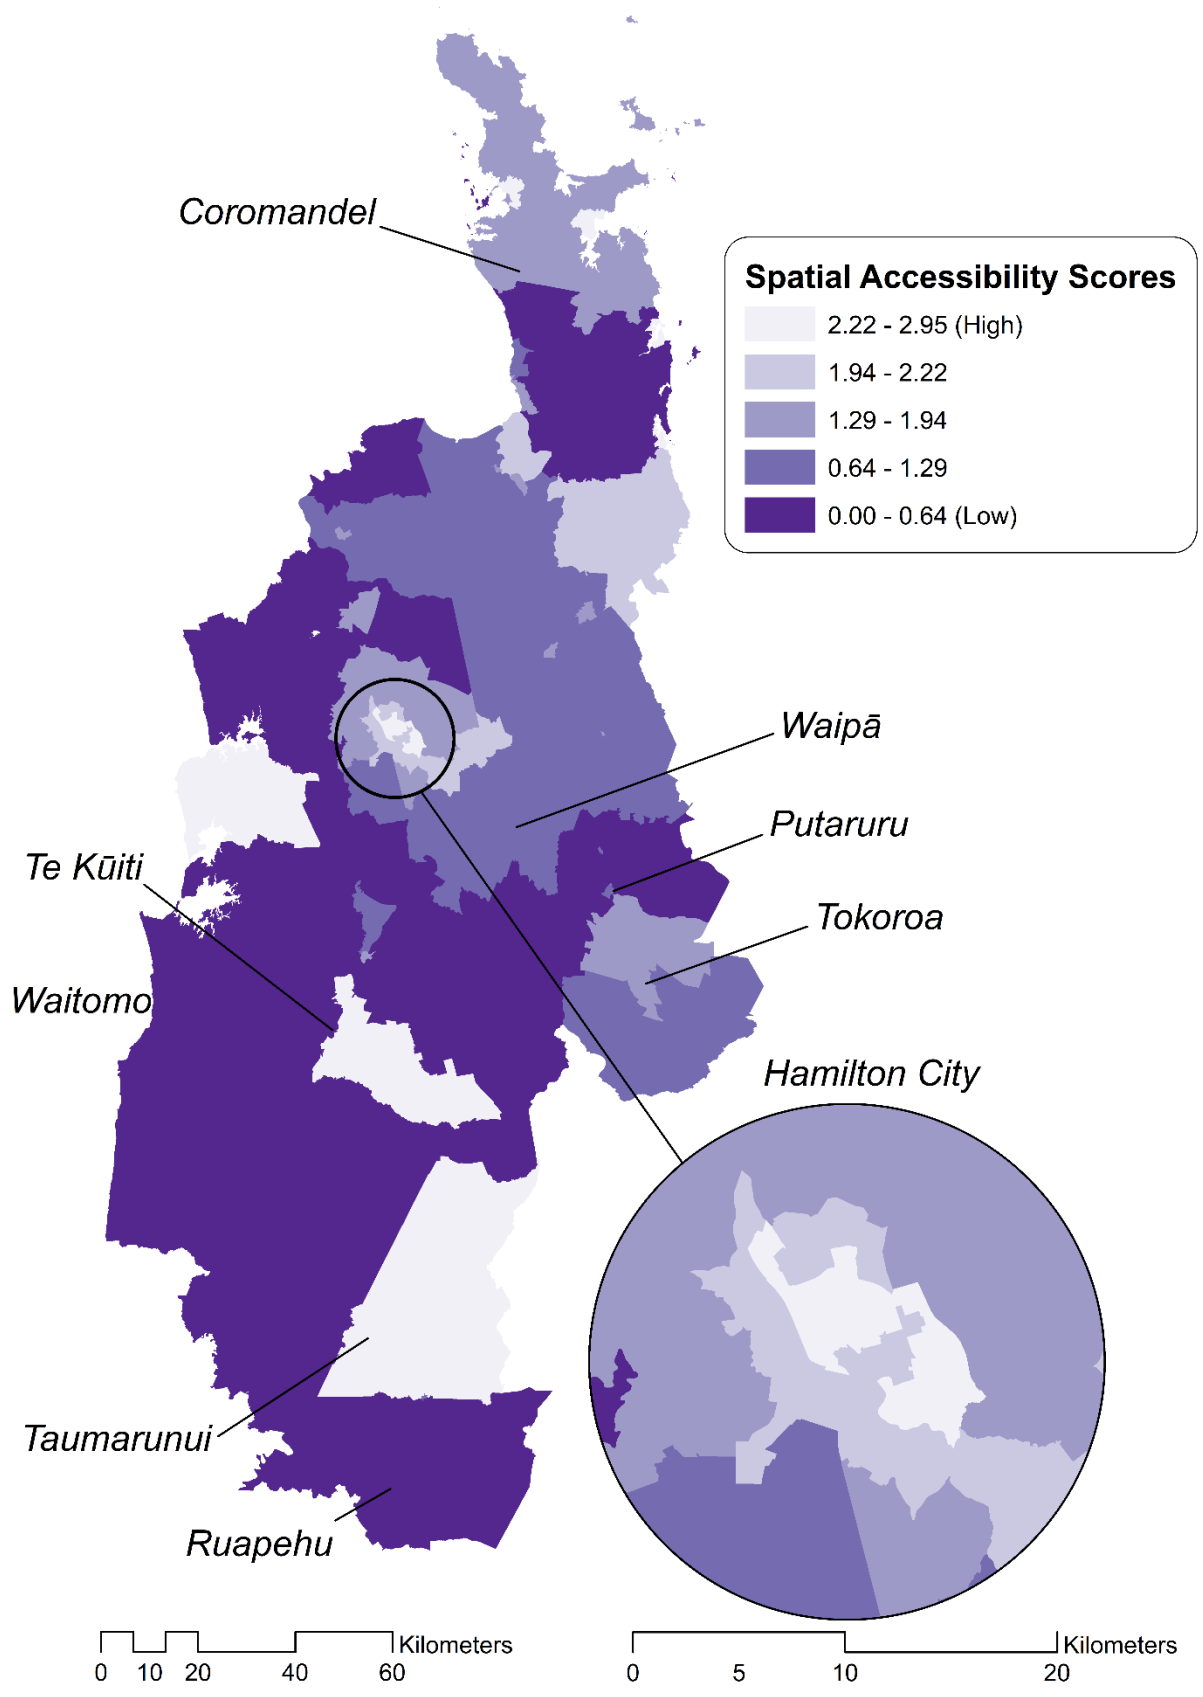 Coromandel
Spatial Accessibility Scores
2.22 - 2.95 (High)
1.94 - 2.22
1.29 - 1.94
0.64 - 1.29
0.00 - 0.64 (Low)
Waipā
Putaruru
Te Kūiti
Tokoroa
Waitomo
Hamilton City
Taumarunui
Ruapehu
Kilometers
0 10 20 40 60
Kilometers
0 5 10 20